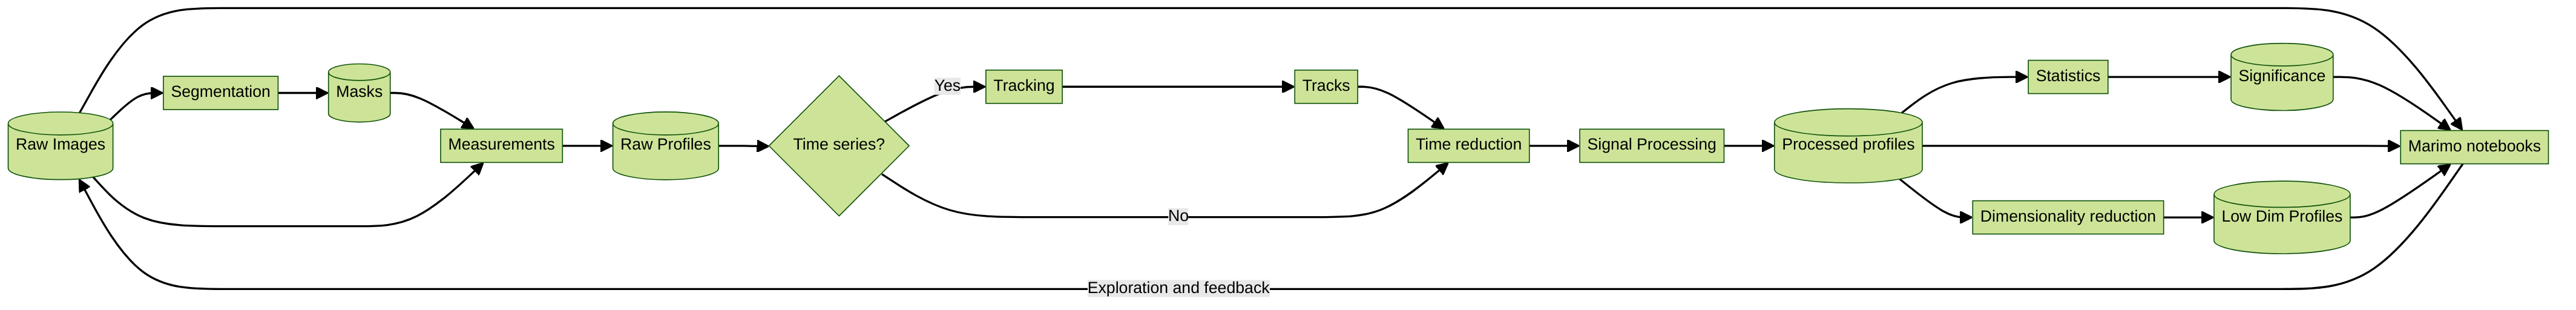 Raw Images
Segmentation
Masks
Measurements
Raw Profiles
Time series?
Yes
Tracking
Tracks
No
Time reduction
Signal Processing
Processed profiles
Statistics
Significance
Dimensionality reduction
Low Dim Profiles
Marimo notebooks
Exploration and feedback